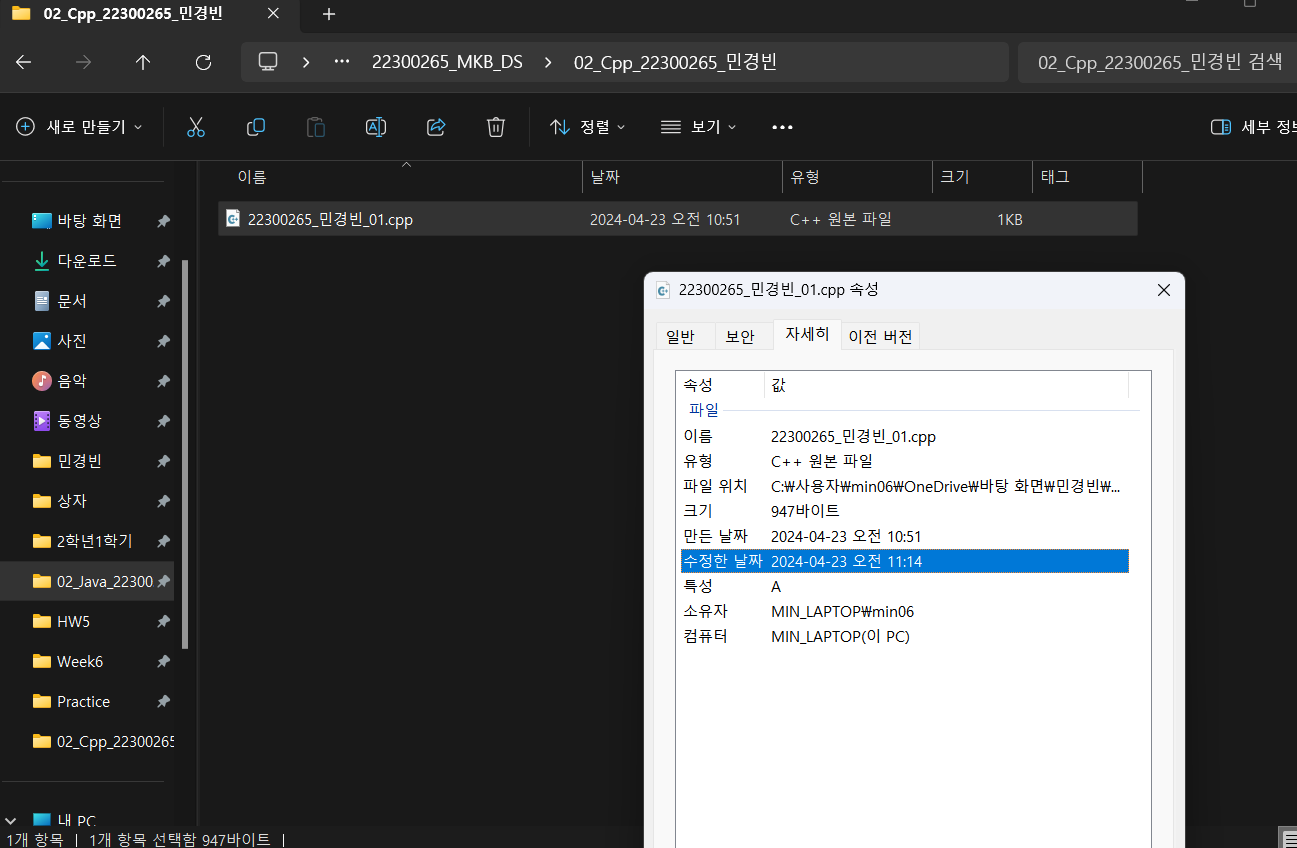 02_Cpp_22300265_민경빈
22300265_MKB_DS > 02_Cpp_22300265_민경빈
02_Cpp_22300265_민경빈 검색
새로 만들기
정렬
보기
세부 정보
이름 날짜 유형 크기 태그
22300265_민경빈_01.cpp 2024-04-23 오전 10:51 C++ 원본 파일 1KB
바탕 화면
다운로드
문서
사진
음악
동영상
민경빈
상자
2학년1학기
02_Java_22300
HW5
Week6
Practice
02_Cpp_22300265
내 PC
1개 항목 | 1개 항목 선택함 947바이트 |
22300265_민경빈_01.cpp 속성
일반 보안 자세히 이전 버전
속성 값
파일
이름 22300265_민경빈_01.cpp
유형 C++ 원본 파일
파일 위치 C:₩사용자₩min06₩OneDrive₩바탕 화면₩민경빈₩...
크기 947바이트
만든 날짜 2024-04-23 오전 10:51
수정한 날짜 2024-04-23 오전 11:14
특성 A
소유자 MIN_LAPTOP₩min06
컴퓨터 MIN_LAPTOP(이 PC)